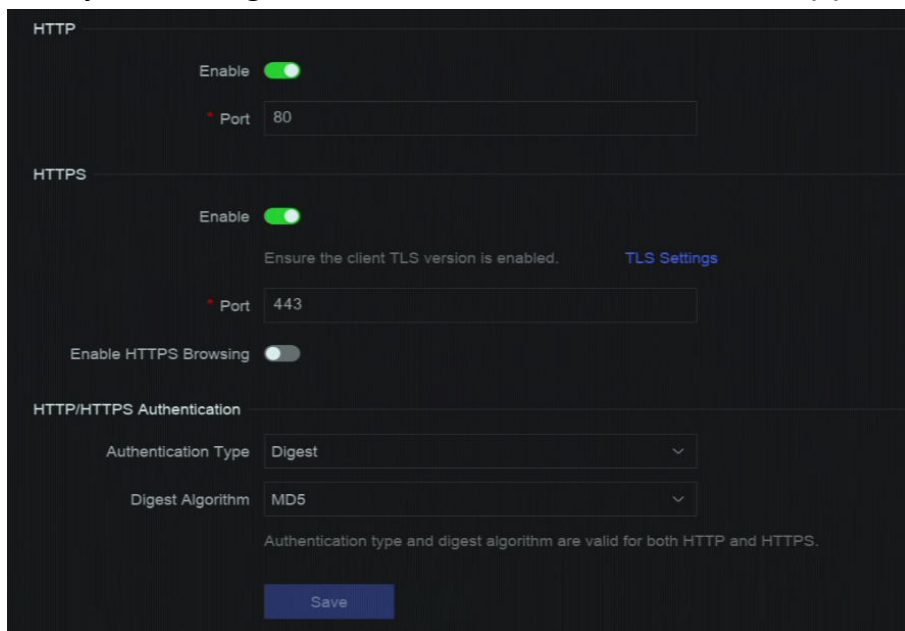 HTTP
Enable
* Port 80
HTTPS
Enable
Ensure the client TLS version is enabled. TLS Settings
* Port 443
Enable HTTPS Browsing
HTTP/HTTPS Authentication
Authentication Type Digest
Digest Algorithm MD5
Authentication type and digest algorithm are valid for both HTTP and HTTPS.
Save